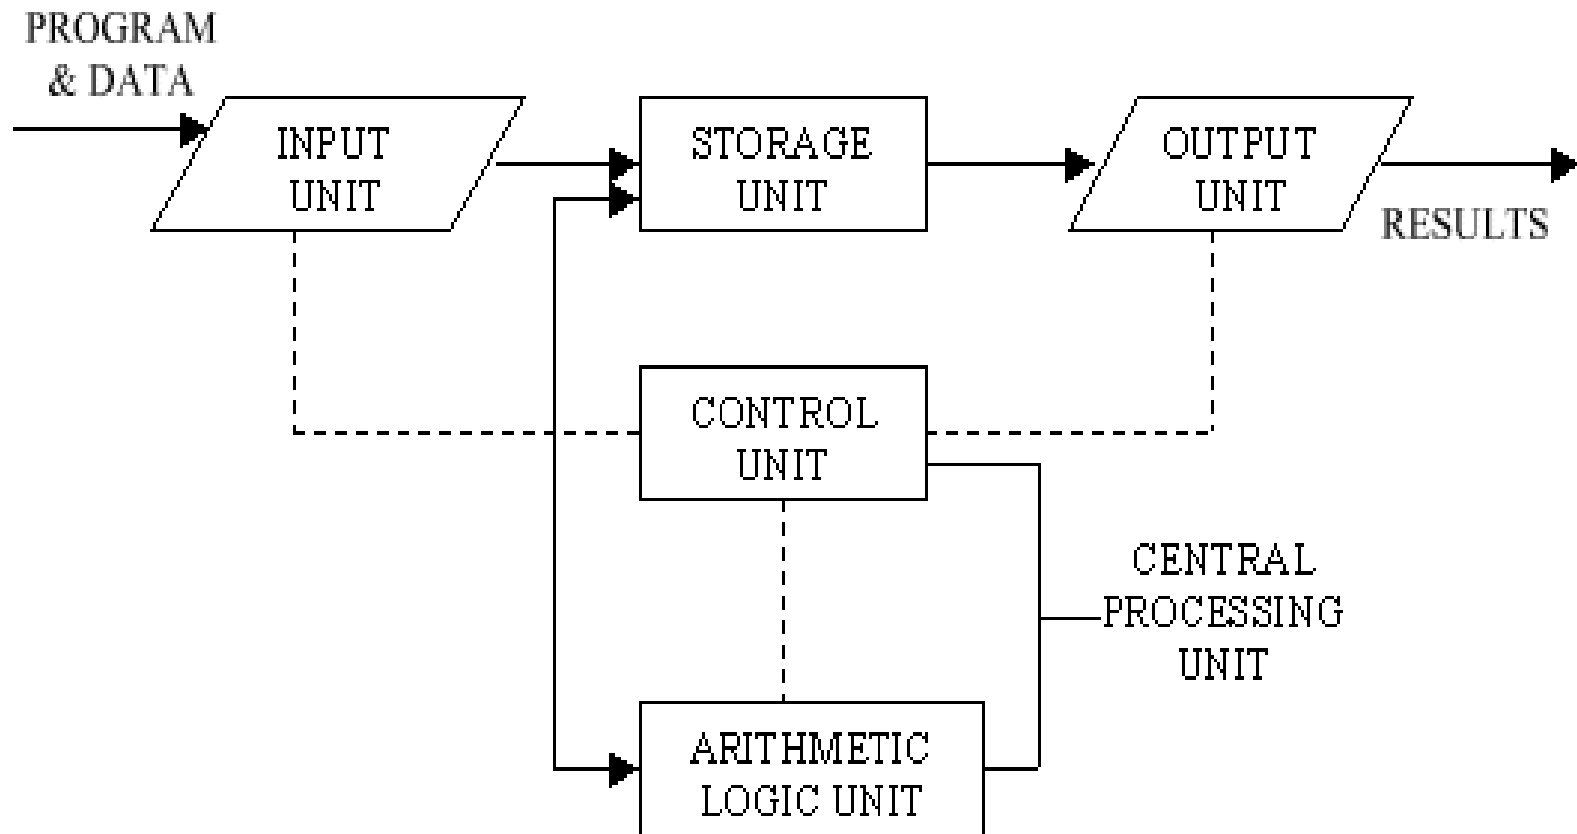 PROGRAM
& DATA
INPUT
UNIT
STORAGE
UNIT
OUTPUT
UNIT
RESULTS
CONTROL
UNIT
CENTRAL
PROCESSING
UNIT
ARITHMETIC
LOGIC UNIT